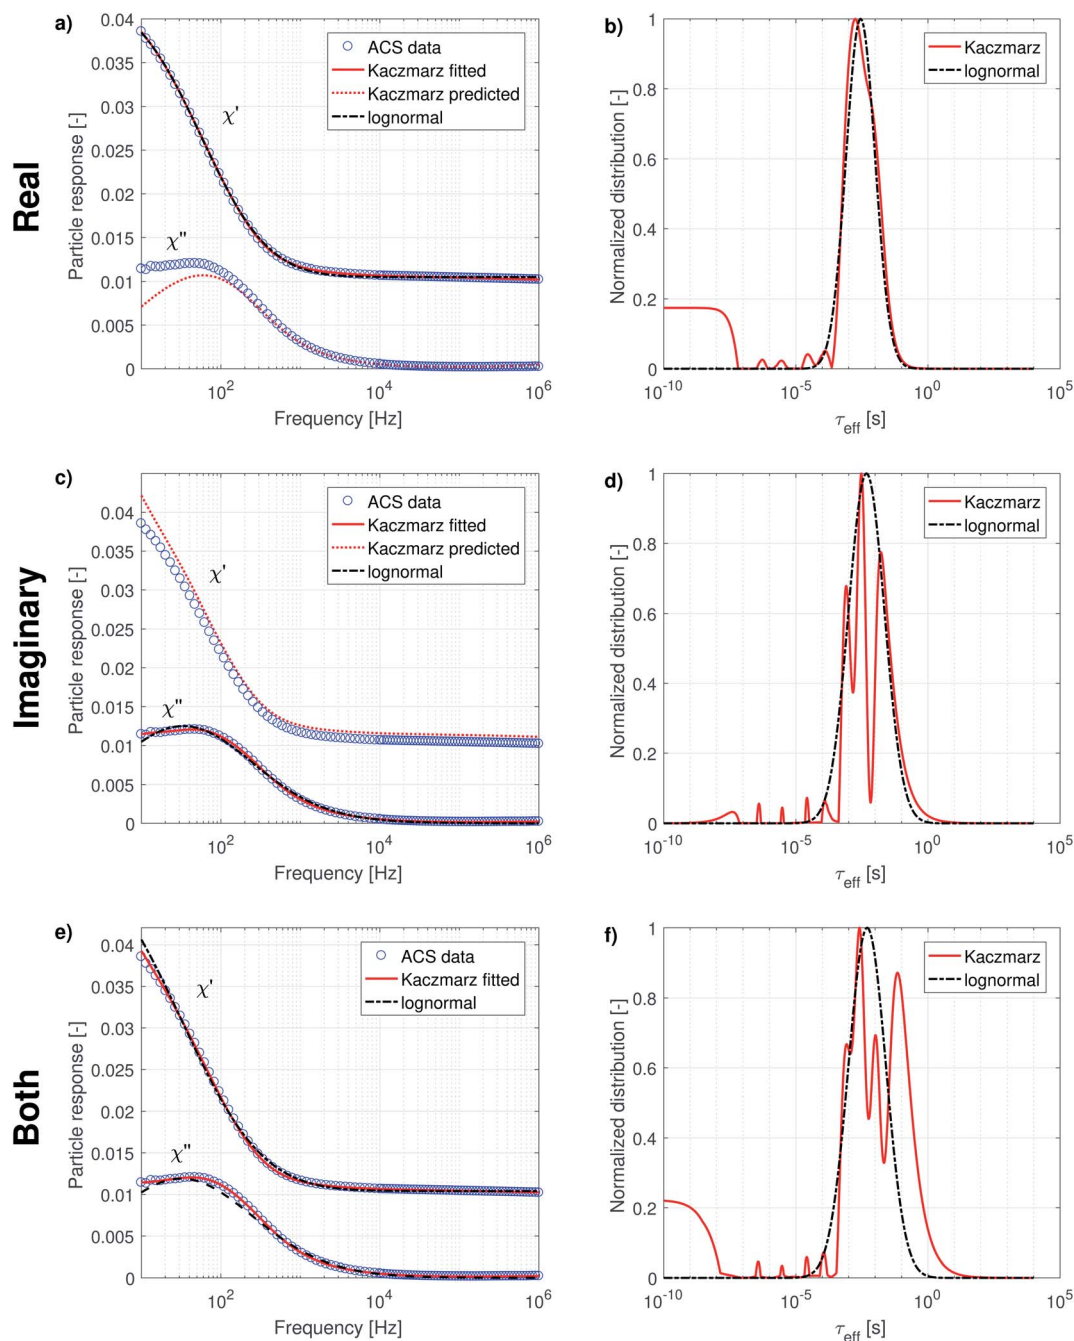 Real
a)
0.04
0.035
0.03
0.025
0.02
0.015
0.01
0.005
0
Particle response [-]
ACS data
Kaczmarz fitted
Kaczmarz predicted
lognormal
χ'
χ"
10² 10⁴ 10⁶
Frequency [Hz]
b)
1
0.8
0.6
0.4
0.2
0
Normalized distribution [-]
Kaczmarz
lognormal
10⁻¹⁰ 10⁻⁵ 10⁰ 10⁵
τeff [s]
Imaginary
c)
0.04
0.035
0.03
0.025
0.02
0.015
0.01
0.005
0
Particle response [-]
ACS data
Kaczmarz fitted
Kaczmarz predicted
lognormal
χ'
χ"
10² 10⁴ 10⁶
Frequency [Hz]
d)
1
0.8
0.6
0.4
0.2
0
Normalized distribution [-]
Kaczmarz
lognormal
10⁻¹⁰ 10⁻⁵ 10⁰ 10⁵
τeff [s]
Both
e)
0.04
0.035
0.03
0.025
0.02
0.015
0.01
0.005
0
Particle response [-]
ACS data
Kaczmarz fitted
lognormal
χ'
χ"
10² 10⁴ 10⁶
Frequency [Hz]
f)
1
0.8
0.6
0.4
0.2
0
Normalized distribution [-]
Kaczmarz
lognormal
10⁻¹⁰ 10⁻⁵ 10⁰ 10⁵
τeff [s]